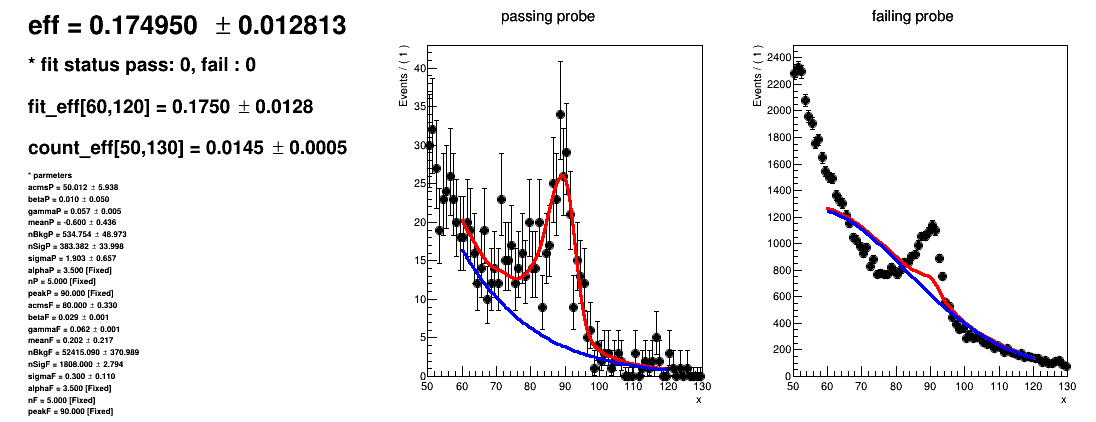 eff = 0.174950 ± 0.012813
* fit status pass: 0, fail : 0
fit_eff[60,120] = 0.1750 ± 0.0128
count_eff[50,130] = 0.0145 ± 0.0005
* parmeters
acmsP = 50.012 ± 5.938
betaP = 0.010 ± 0.050
gammaP = 0.057 ± 0.005
meanP = -0.600 ± 0.436
nBkgP = 534.754 ± 48.973
nSigP = 383.382 ± 33.998
sigmaP = 1.903 ± 0.657
alphaP = 3.500 [Fixed]
nP = 5.000 [Fixed]
peakP = 90.000 [Fixed]
acmsF = 80.000 ± 0.330
betaF = 0.029 ± 0.001
gammaF = 0.062 ± 0.001
meanF = 0.202 ± 0.217
nBkgF = 52415.090 ± 370.989
nSigF = 1808.000 ± 2.794
sigmaF = 0.300 ± 0.110
alphaF = 3.500 [Fixed]
nF = 5.000 [Fixed]
peakF = 90.000 [Fixed]
passing probe
Events / ( 1 )
40
35
30
25
20
15
10
5
0
50 60 70 80 90 100 110 120 130
x
failing probe
Events / ( 1 )
2400
2200
2000
1800
1600
1400
1200
1000
800
600
400
200
0
50 60 70 80 90 100 110 120 130
x